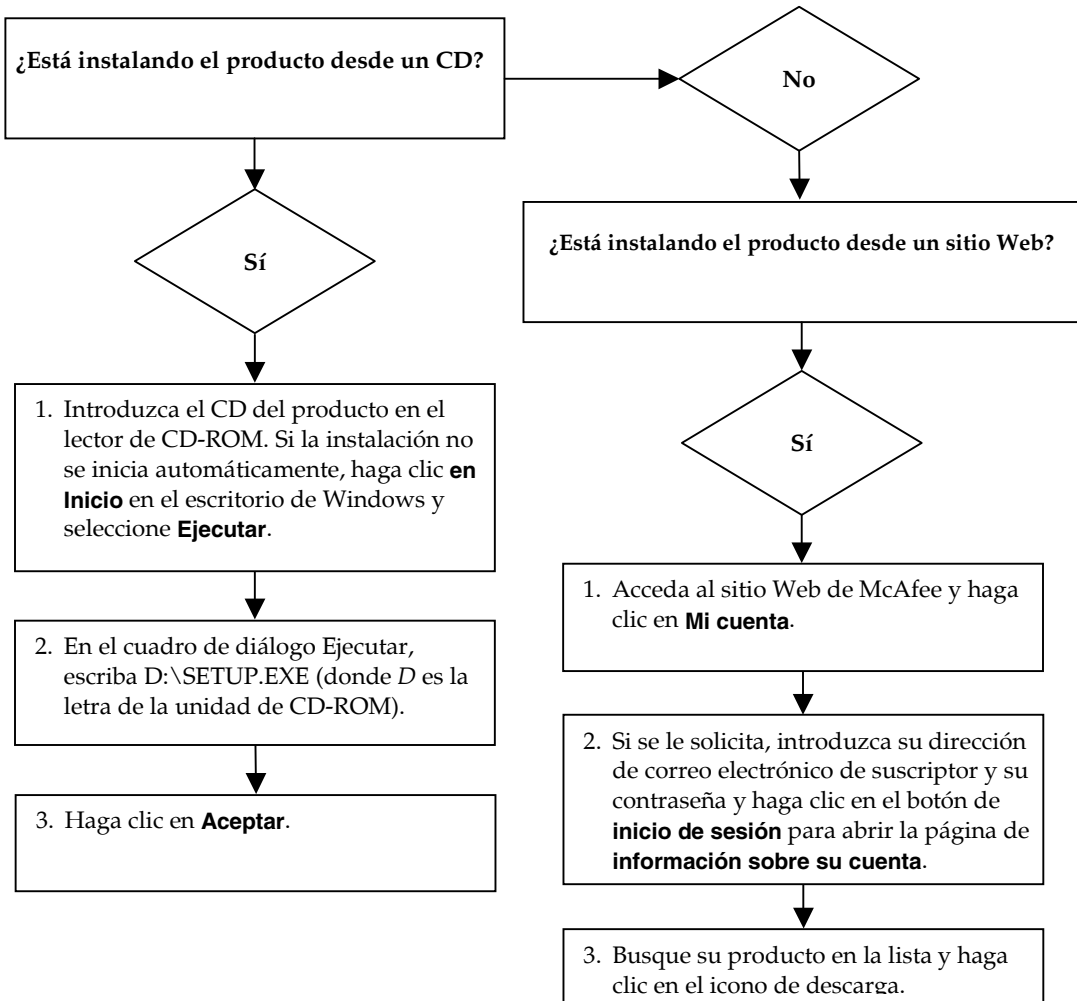 ¿Está instalando el producto desde un CD?
No
Sí
¿Está instalando el producto desde un sitio Web?
Sí
1. Introduzca el CD del producto en el
lector de CD-ROM. Si la instalación no
se inicia automáticamente, haga clic en
Inicio en el escritorio de Windows y
seleccione Ejecutar.
2. En el cuadro de diálogo Ejecutar,
escriba D:\SETUP.EXE (donde D es la
letra de la unidad de CD-ROM).
3. Haga clic en Aceptar.
1. Acceda al sitio Web de McAfee y haga
clic en Mi cuenta.
2. Si se le solicita, introduzca su dirección
de correo electrónico de suscriptor y su
contraseña y haga clic en el botón de
inicio de sesión para abrir la página de
información sobre su cuenta.
3. Busque su producto en la lista y haga
clic en el icono de descarga.